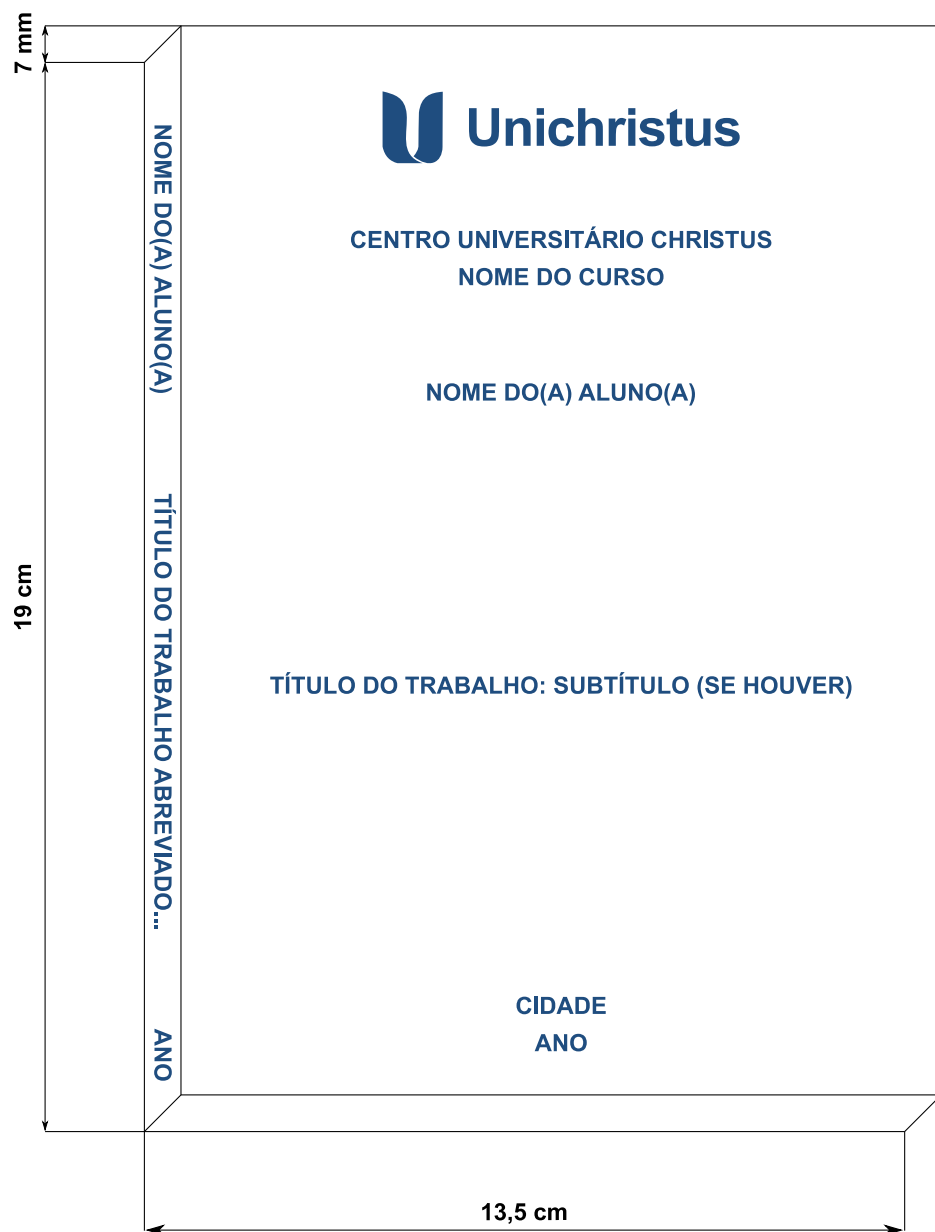 7 mm
19 cm
NOME DO(A) ALUNO(A)
TÍTULO DO TRABALHO ABREVIADO...
ANO
Unichristus
CENTRO UNIVERSITÁRIO CHRISTUS
NOME DO CURSO
NOME DO(A) ALUNO(A)
TÍTULO DO TRABALHO: SUBTÍTULO (SE HOUVER)
CIDADE
ANO
13,5 cm